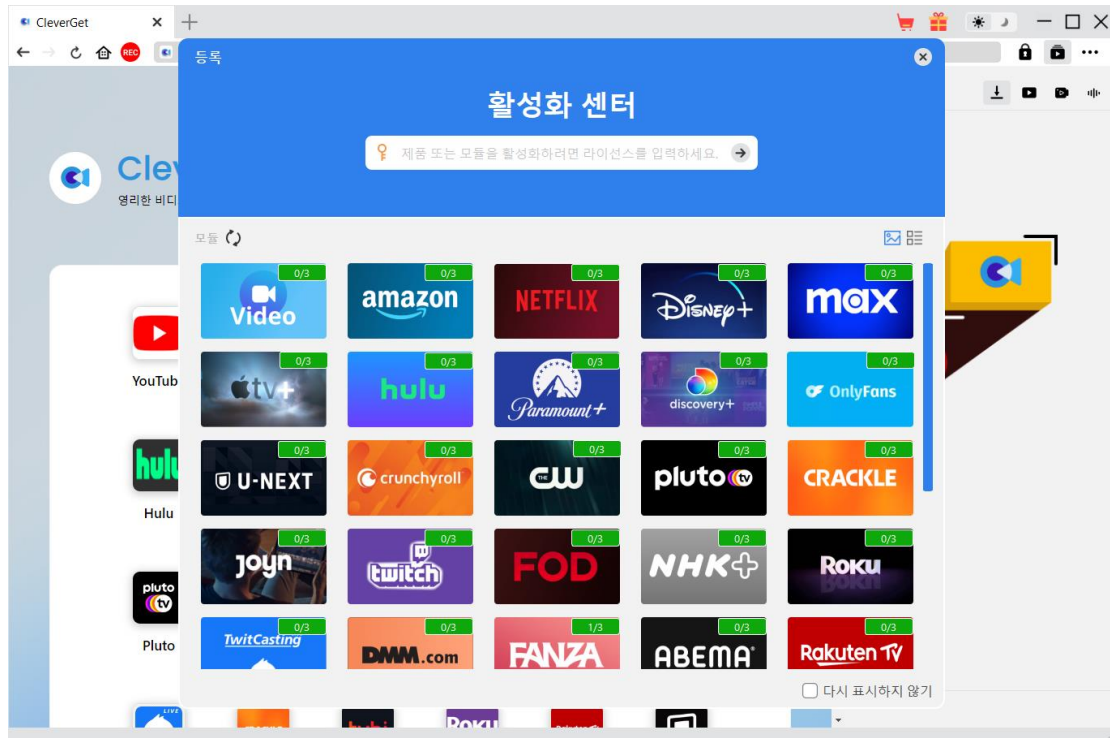 CleverGet
REC
등록
활성화 센터
제품 또는 모듈을 활성화하려면 라이선스를 입력하세요.
영리한 비디
모듈
0/3 0/3 0/3 0/3 0/3
Video amazon NETFLIX Disney+ max
0/3 0/3 0/3 0/3 0/3
tv+ hulu Paramount+ discovery+ OnlyFans
YouTub
0/3 0/3 0/3 0/3 0/3
U-NEXT crunchyroll THE CW pluto tv CRACKLE
hulu
Hulu
0/3 0/3 0/3 0/3 0/3
Joyn twitch FOD NHK+ ROKU
pluto
tv
Pluto
0/3 0/3 1/3 0/3 0/3
TwitCasting DMM.com FANZA ABEMA Rakuten TV
다시 표시하지 않기
LIVE